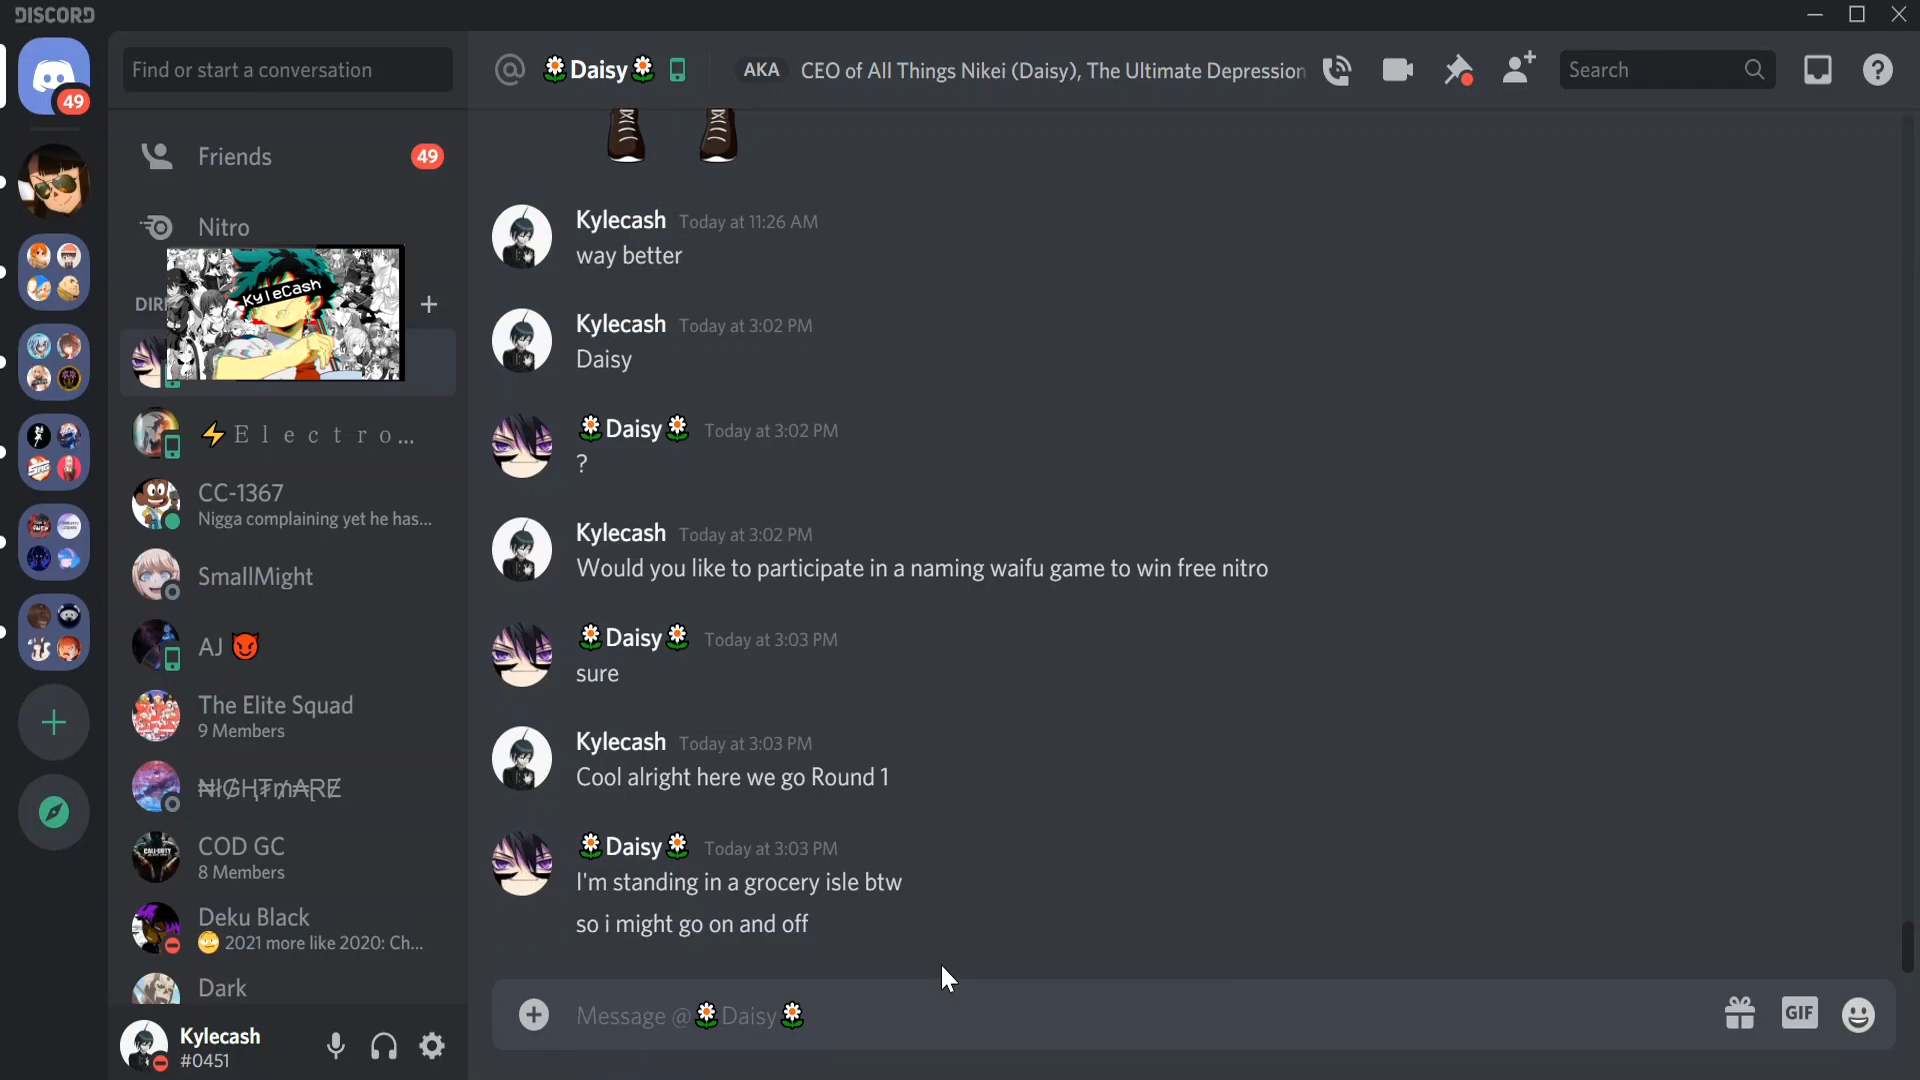 DISCORD
49
Find or start a conversation
Friends
49
Nitro
DIRE
KyleCash
⚡E l e c t r o...
CC-1367
Nigga complaining yet he has...
SmallMight
AJ 😈
The Elite Squad
9 Members
₦ł₲Ⱨ₮₥₳ⱤɆ
COD GC
8 Members
Deku Black
😳 2021 more like 2020: Ch...
Dark
Kylecash
#0451
@ 🌼Daisy🌼
AKA CEO of All Things Nikei (Daisy), The Ultimate Depression
Search
Kylecash Today at 11:26 AM
way better
Kylecash Today at 3:02 PM
Daisy
🌼Daisy🌼 Today at 3:02 PM
?
Kylecash Today at 3:02 PM
Would you like to participate in a naming waifu game to win free nitro
🌼Daisy🌼 Today at 3:03 PM
sure
Kylecash Today at 3:03 PM
Cool alright here we go Round 1
🌼Daisy🌼 Today at 3:03 PM
I'm standing in a grocery isle btw
so i might go on and off
Message @🌼Daisy🌼
GIF